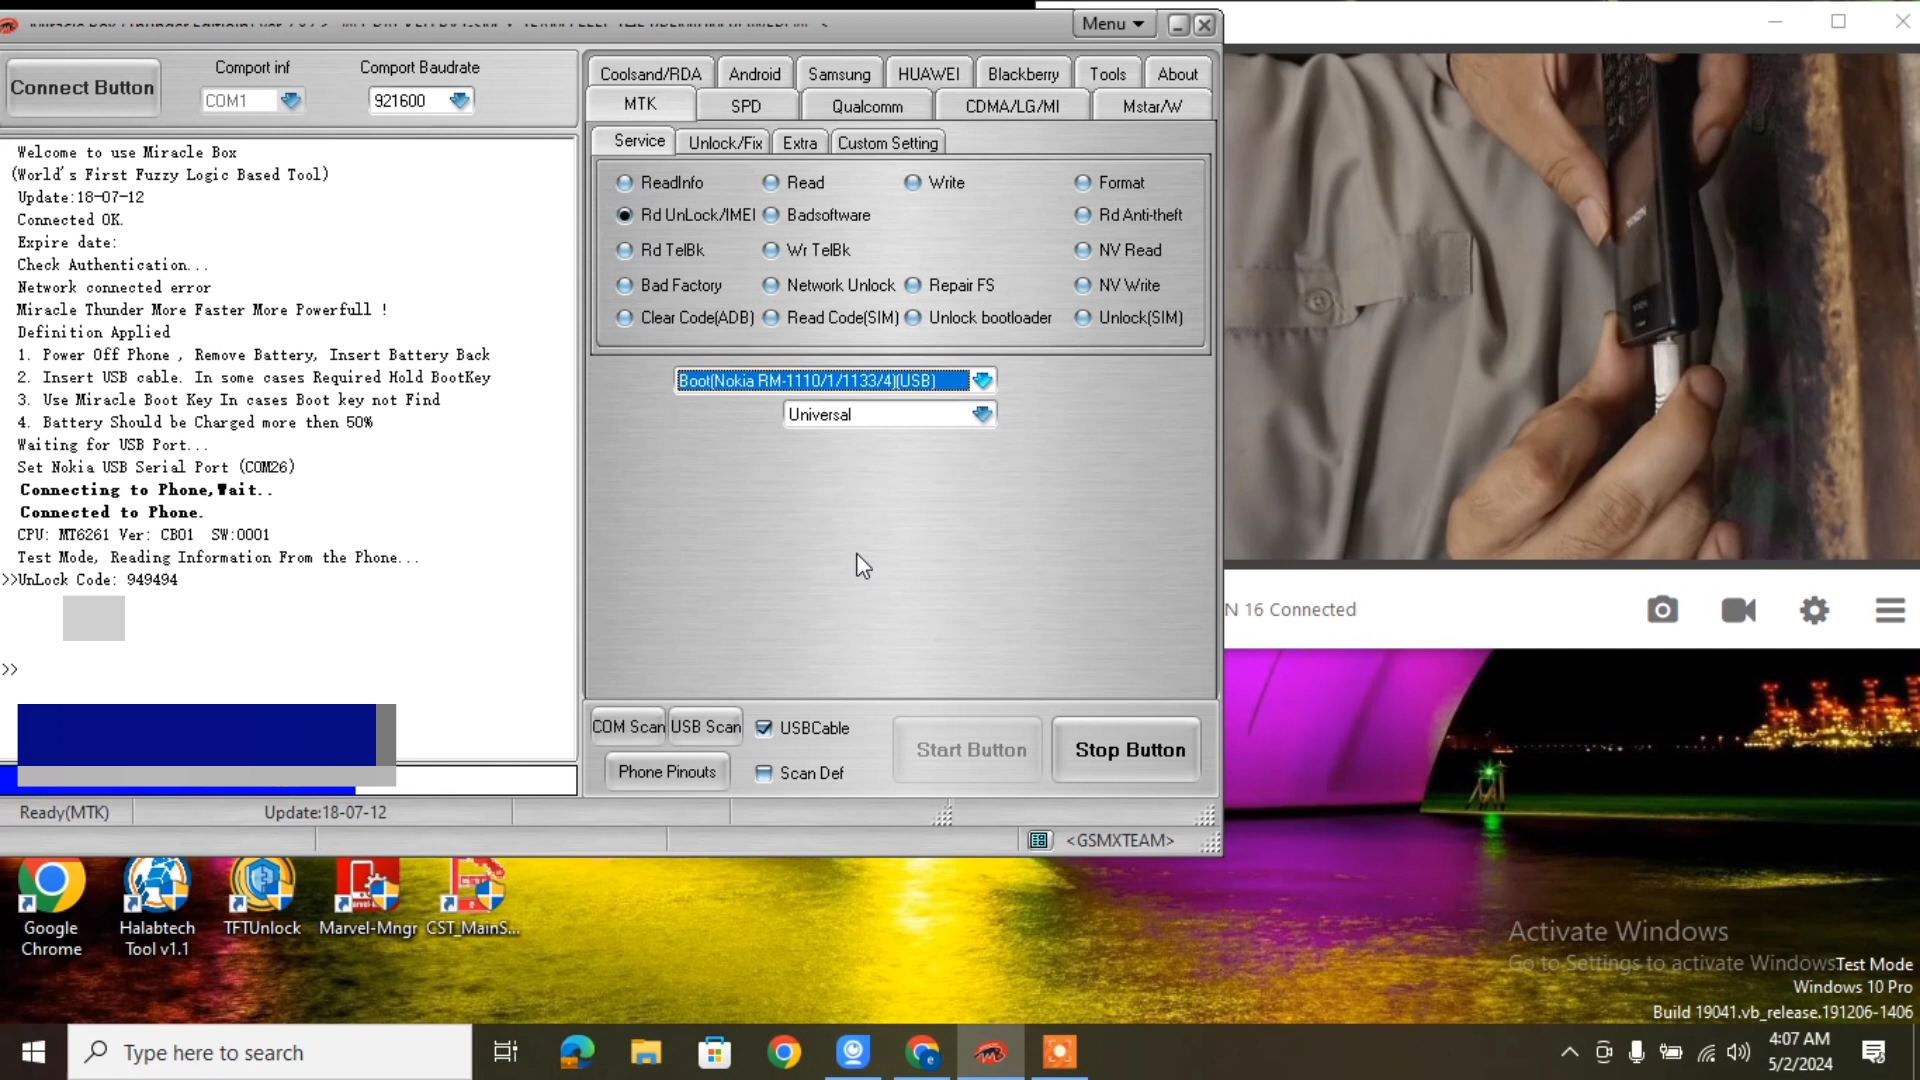 Menu
Connect Button
Comport inf
Comport Baudrate
COM1
921600
Coolsand/RDA
Android
Samsung
HUAWEI
Blackberry
Tools
About
MTK
SPD
Qualcomm
CDMA/LG/MI
Mstar/W
Service
Unlock/Fix
Extra
Custom Setting
ReadInfo
Read
Write
Format
Rd UnLock/IMEI
Badsoftware
Rd Anti-theft
Rd TelBk
Wr TelBk
NV Read
Bad Factory
Network Unlock
Repair FS
NV Write
Clear Code(ADB)
Read Code(SIM)
Unlock bootloader
Unlock(SIM)
Boot(Nokia RM-1110/1/1133/4)(USB)
Universal
Welcome to use Miracle Box
(World's First Fuzzy Logic Based Tool)
Update:18-07-12
Connected OK.
Expire date:
Check Authentication...
Network connected error
Miracle Thunder More Faster More Powerfull !
Definition Applied
1. Power Off Phone , Remove Battery, Insert Battery Back
2. Insert USB cable. In some cases Required Hold BootKey
3. Use Miracle Boot Key In cases Boot key not Find
4. Battery Should be Charged more then 50%
Waiting for USB Port...
Set Nokia USB Serial Port (COM26)
Connecting to Phone,Wait..
Connected to Phone.
CPU: MT6261 Ver: CB01 SW:0001
Test Mode, Reading Information From the Phone...
>>UnLock Code: 949494
>>
COM Scan
USB Scan
USBCable
Phone Pinouts
Scan Def
Start Button
Stop Button
Ready(MTK)
Update:18-07-12
<GSMXTEAM>
N 16 Connected
Google Chrome
Halabtech Tool v1.1
TFTUnlock
Marvel-Mngr
CST_MainS...
Activate Windows
Go to Settings to activate Windows.
Test Mode
Windows 10 Pro
Build 19041.vb_release.191206-1406
Type here to search
4:07 AM
5/2/2024